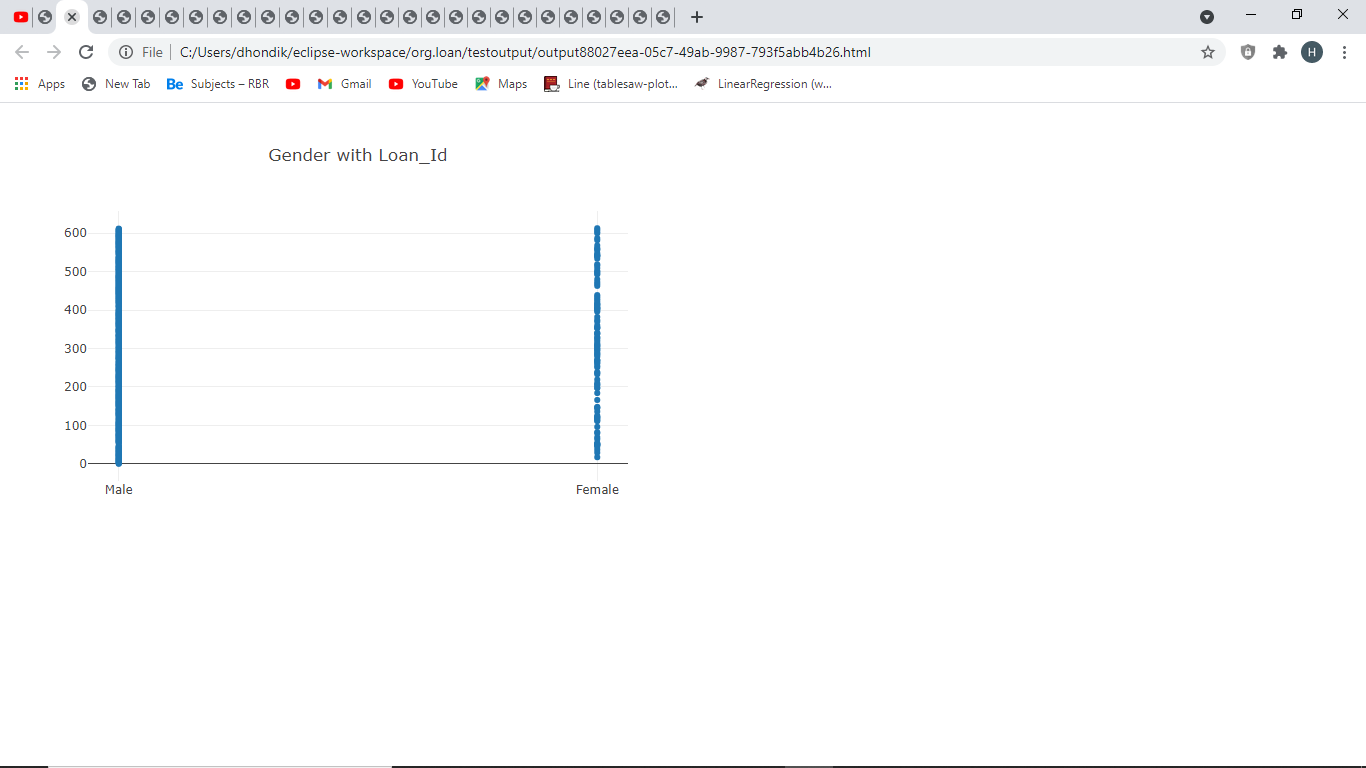 File
C:/Users/dhondik/eclipse-workspace/org.loan/testoutput/output88027eea-05c7-49ab-9987-793f5abb4b26.html
H
Apps
New Tab
Be Subjects – RBR
Gmail
YouTube
Maps
Line (tablesaw-plot...
LinearRegression (w...
Gender with Loan_Id
600
500
400
300
200
100
0
Male
Female